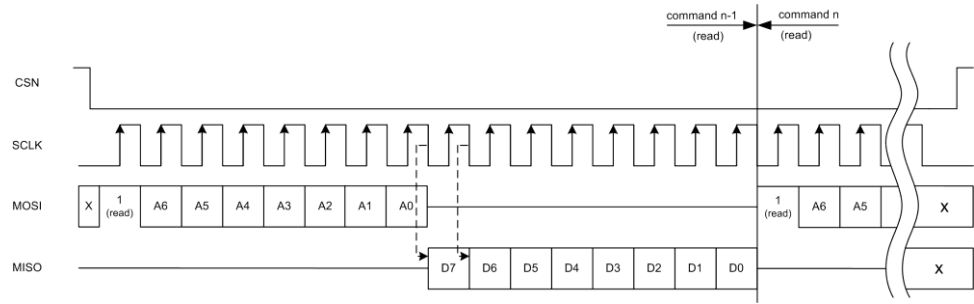 command n-1 command n
(read) (read)
CSN
SCLK
MOSI X 1 (read) A6 A5 A4 A3 A2 A1 A0 1 (read) A6 A5 X
MISO D7 D6 D5 D4 D3 D2 D1 D0 X